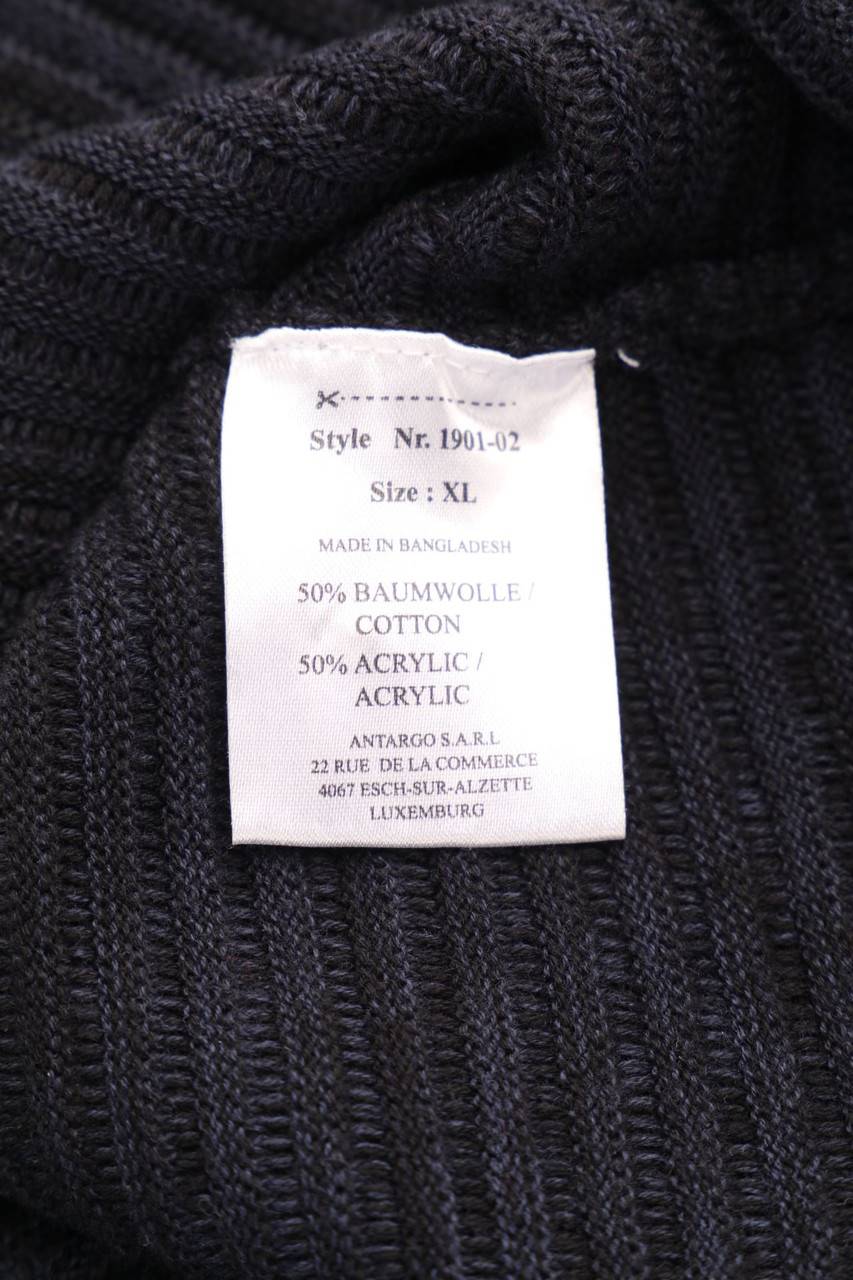 Style Nr. 1901-02
Size : XL
MADE IN BANGLADESH
50% BAUMWOLLE /
COTTON
50% ACRYLIC /
ACRYLIC
ANTARGO S.A.R.L
22 RUE DE LA COMMERCE
4067 ESCH-SUR-ALZETTE
LUXEMBURG